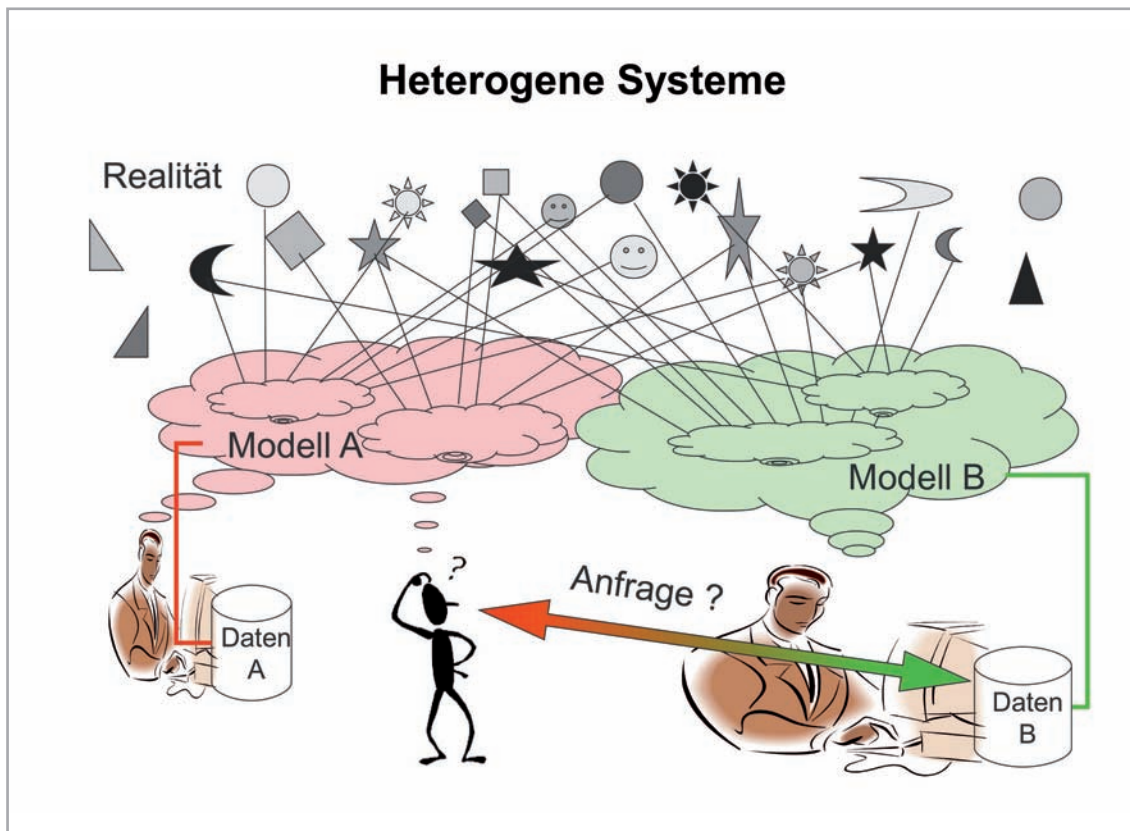 Heterogene Systeme
Realität
Modell A
Modell B
?
Anfrage ?
Daten
A
Daten
B